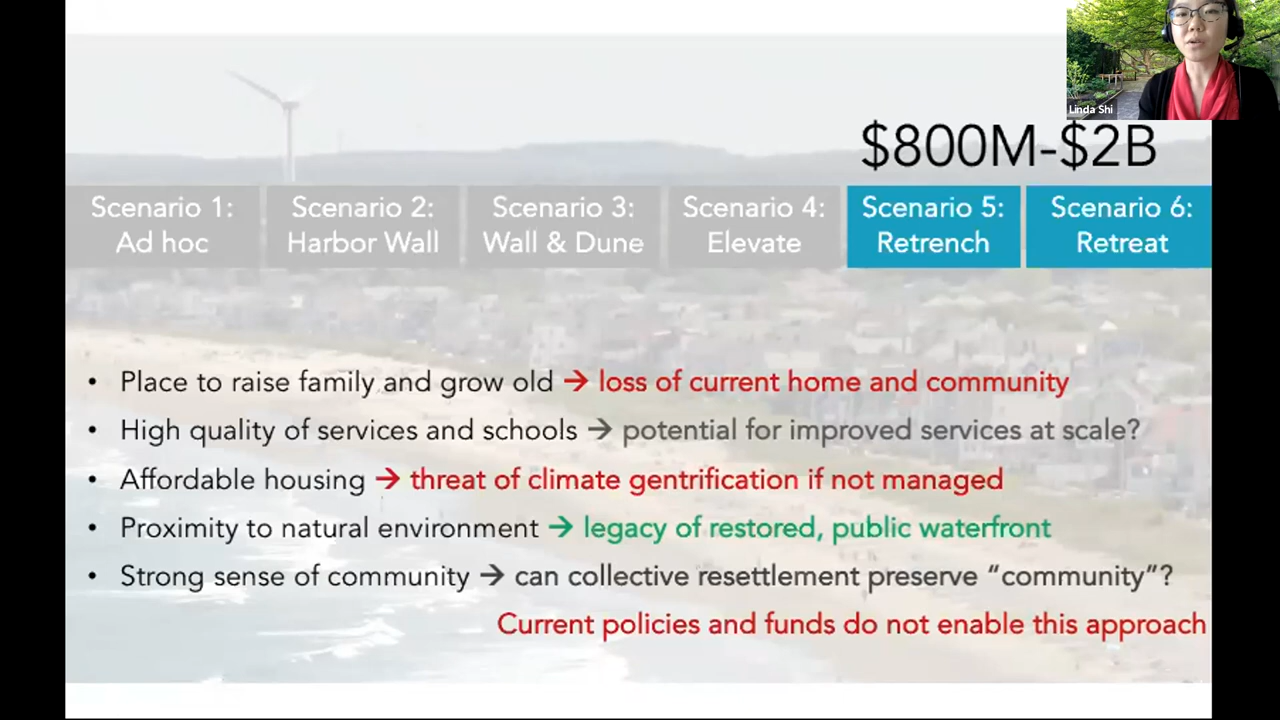 Linda Shi
$800M-$2B
Scenario 1:
Ad hoc
Scenario 2:
Harbor Wall
Scenario 3:
Wall & Dune
Scenario 4:
Elevate
Scenario 5:
Retrench
Scenario 6:
Retreat
• Place to raise family and grow old → loss of current home and community
• High quality of services and schools → potential for improved services at scale?
• Affordable housing → threat of climate gentrification if not managed
• Proximity to natural environment → legacy of restored, public waterfront
• Strong sense of community → can collective resettlement preserve “community”?
Current policies and funds do not enable this approach